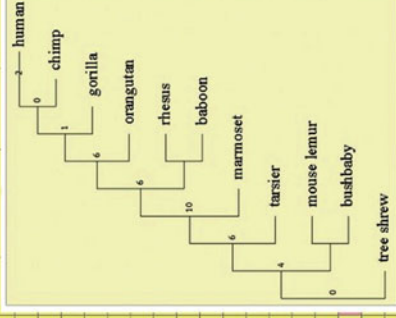 human
2
chimp
0
gorilla
1
orangutan
6
rhesus
baboon
6
marmoset
10
tarsier
6
mouse lemur
bushbaby
4
tree shrew
0